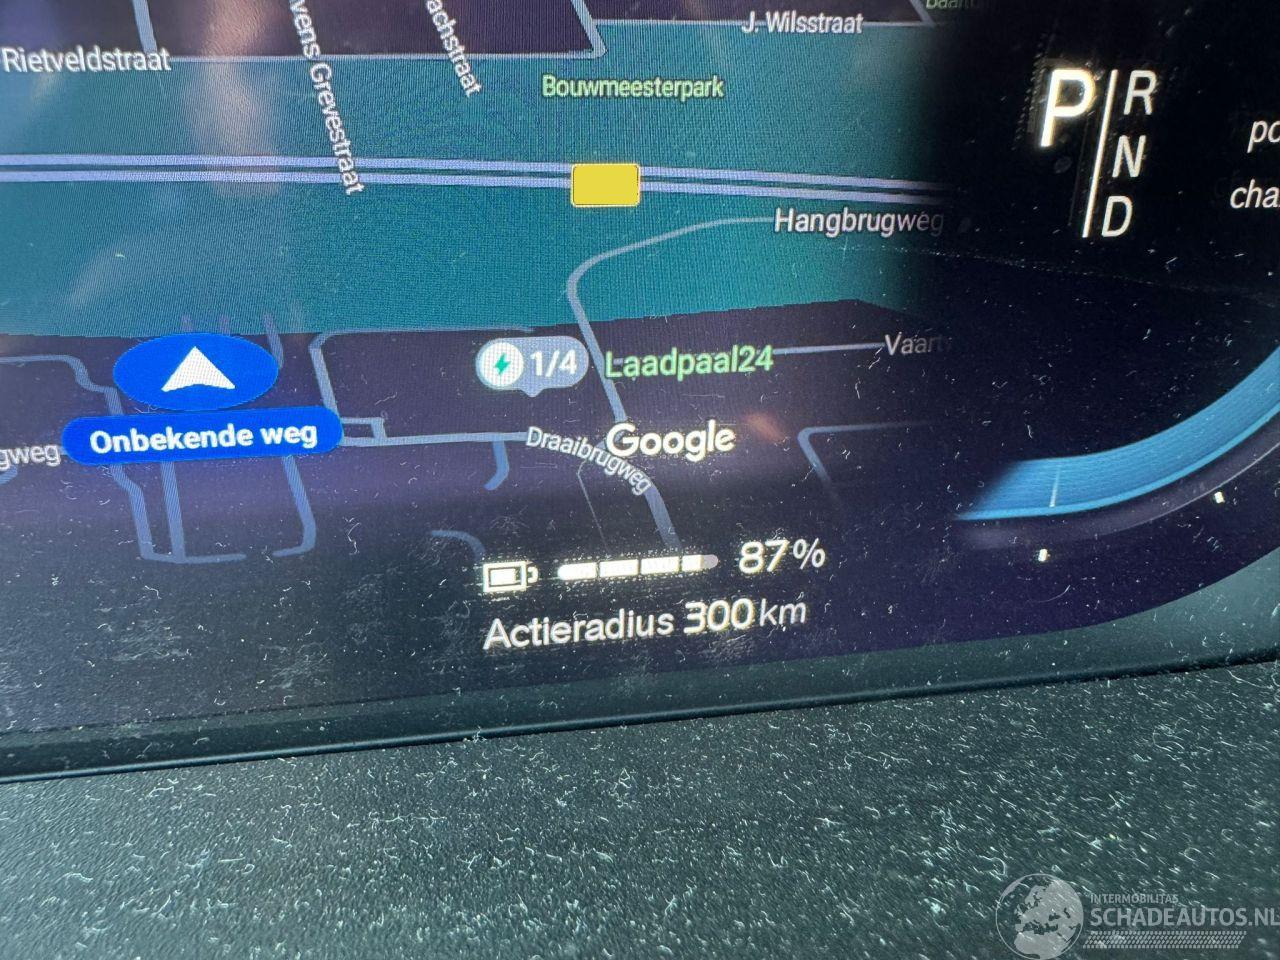 J. Wilsstraat
Rietveldstraat
vens Grevestraat
achstraat
Bouwmeesterpark
P
R
N
D
po
cha
Hangbrugweg
Vaart
1/4
Laadpaal24
Onbekende weg
gweg
Draaibrugweg
Google
87%
Actieradius 300 km
INTERMOBILITAS
SCHADEAUTOS.NL